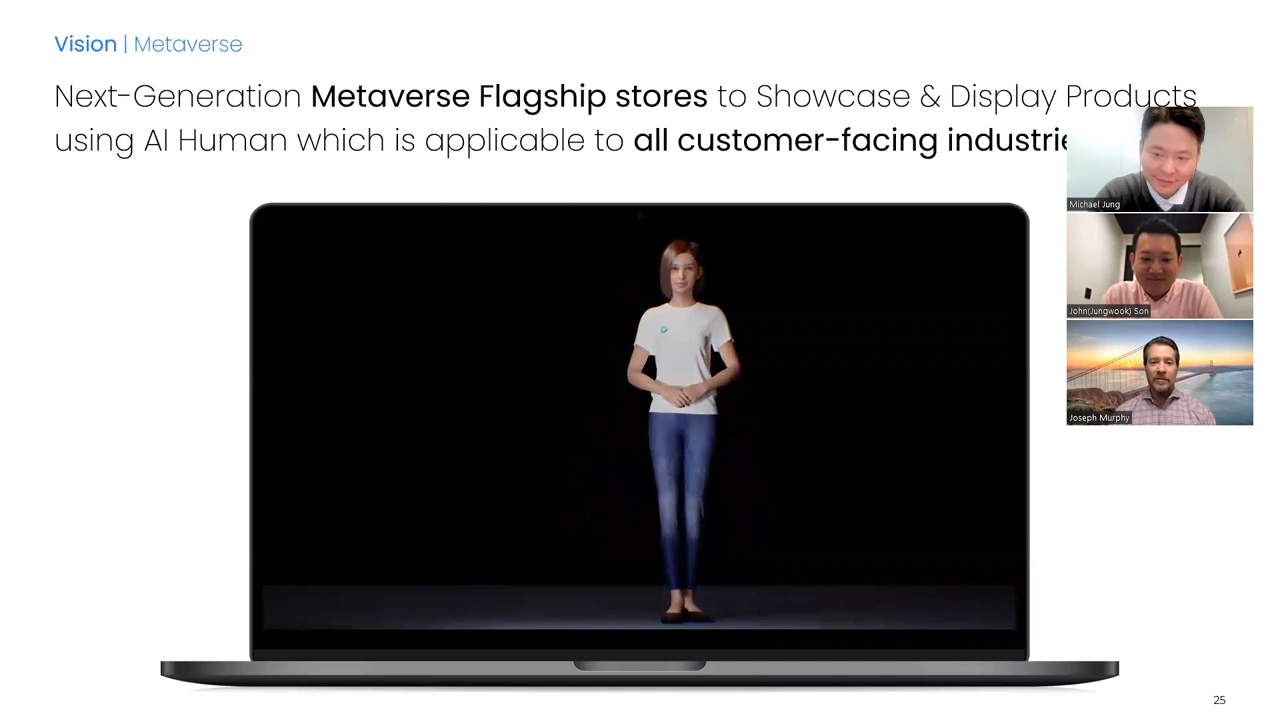 Vision | Metaverse
Next-Generation Metaverse Flagship stores to Showcase & Display Products
using AI Human which is applicable to all customer-facing
Michael Jung
John(Jungwook) Son
Joseph Murphy
25